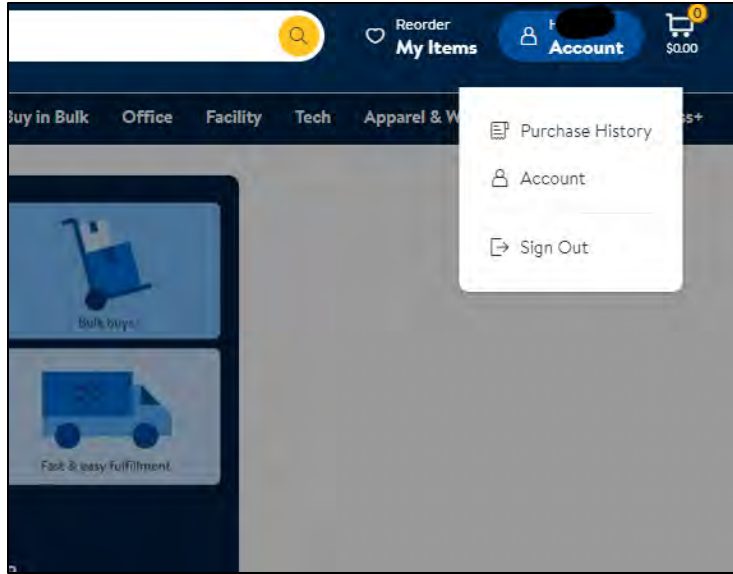 Reorder
My Items
Account
0
$0.00
Buy in Bulk Office Facility Tech Apparel &
Purchase History
Account
Sign Out
Bulk buys!
Fast & easy fulfillment